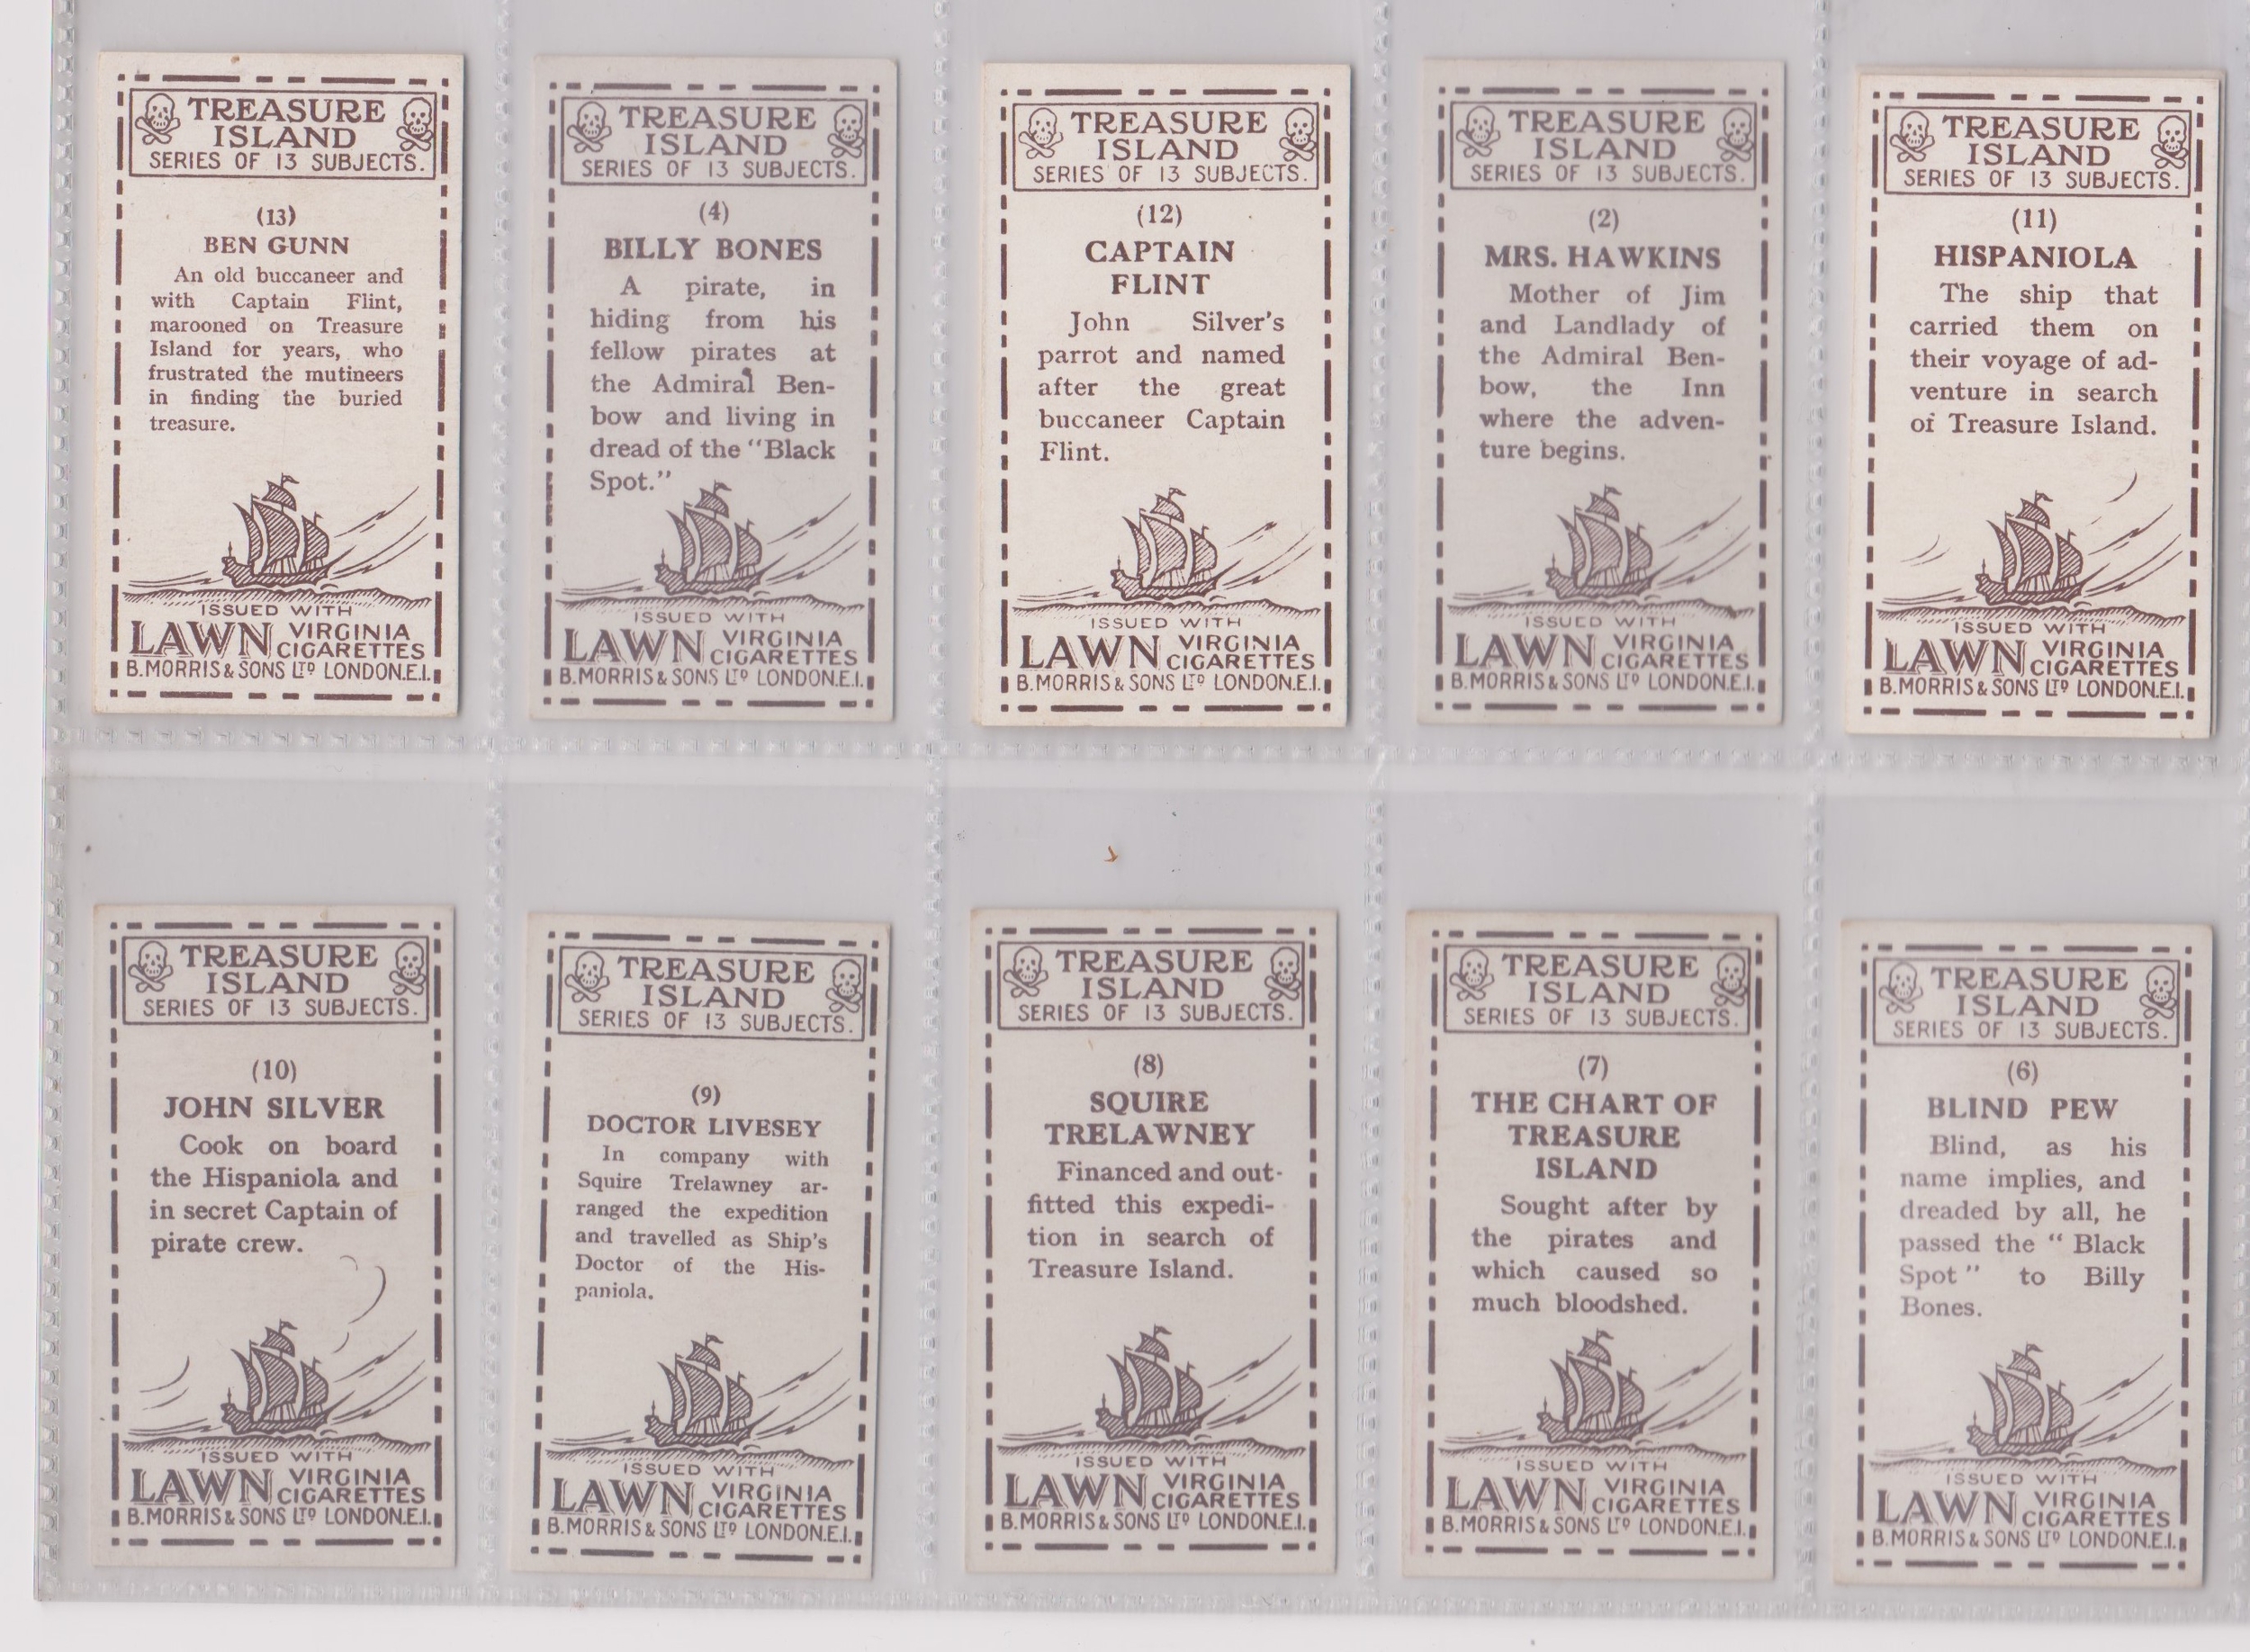 TREASURE
ISLAND
SERIES OF 13 SUBJECTS.
(13)
BEN GUNN
An old buccaneer and
with Captain Flint,
marooned on Treasure
Island for years, who
frustrated the mutineers
in finding the buried
treasure.
ISSUED WITH
LAWN VIRGINIA
CIGARETTES
B. MORRIS & SONS LTD LONDON.E.I.
TREASURE
ISLAND
SERIES OF 13 SUBJECTS.
(4)
BILLY BONES
A pirate, in
hiding from his
fellow pirates at
the Admiral Ben-
bow and living in
dread of the "Black
Spot."
ISSUED WITH
LAWN VIRGINIA
CIGARETTES
B. MORRIS & SONS LTD LONDON.E.I.
TREASURE
ISLAND
SERIES OF 13 SUBJECTS.
(12)
CAPTAIN
FLINT
John Silver's
parrot and named
after the great
buccaneer Captain
Flint.
ISSUED WITH
LAWN VIRGINIA
CIGARETTES
B. MORRIS & SONS LTD LONDON.E.I.
TREASURE
ISLAND
SERIES OF 13 SUBJECTS.
(2)
MRS. HAWKINS
Mother of Jim
and Landlady of
the Admiral Ben-
bow, the Inn
where the adven-
ture begins.
ISSUED WITH
LAWN VIRGINIA
CIGARETTES
B. MORRIS & SONS LTD LONDON.E.I.
TREASURE
ISLAND
SERIES OF 13 SUBJECTS.
(11)
HISPANIOLA
The ship that
carried them on
their voyage of ad-
venture in search
of Treasure Island.
ISSUED WITH
LAWN VIRGINIA
CIGARETTES
B. MORRIS & SONS LTD LONDON.E.I.
TREASURE
ISLAND
SERIES OF 13 SUBJECTS.
(10)
JOHN SILVER
Cook on board
the Hispaniola and
in secret Captain of
pirate crew.
ISSUED WITH
LAWN VIRGINIA
CIGARETTES
B. MORRIS & SONS LTD LONDON.E.I.
TREASURE
ISLAND
SERIES OF 13 SUBJECTS.
(9)
DOCTOR LIVESEY
In company with
Squire Trelawney ar-
ranged the expedition
and travelled as Ship's
Doctor of the His-
paniola.
ISSUED WITH
LAWN VIRGINIA
CIGARETTES
B. MORRIS & SONS LTD LONDON.E.I.
TREASURE
ISLAND
SERIES OF 13 SUBJECTS.
(8)
SQUIRE
TRELAWNEY
Financed and out-
fitted this expedi-
tion in search of
Treasure Island.
ISSUED WITH
LAWN VIRGINIA
CIGARETTES
B. MORRIS & SONS LTD LONDON.E.I.
TREASURE
ISLAND
SERIES OF 13 SUBJECTS.
(7)
THE CHART OF
TREASURE
ISLAND
Sought after by
the pirates and
which caused so
much bloodshed.
ISSUED WITH
LAWN VIRGINIA
CIGARETTES
B. MORRIS & SONS LTD LONDON.E.I.
TREASURE
ISLAND
SERIES OF 13 SUBJECTS.
(6)
BLIND PEW
Blind, as his
name implies, and
dreaded by all, he
passed the " Black
Spot " to Billy
Bones.
ISSUED WITH
LAWN VIRGINIA
CIGARETTES
B. MORRIS & SONS LTD LONDON.E.I.